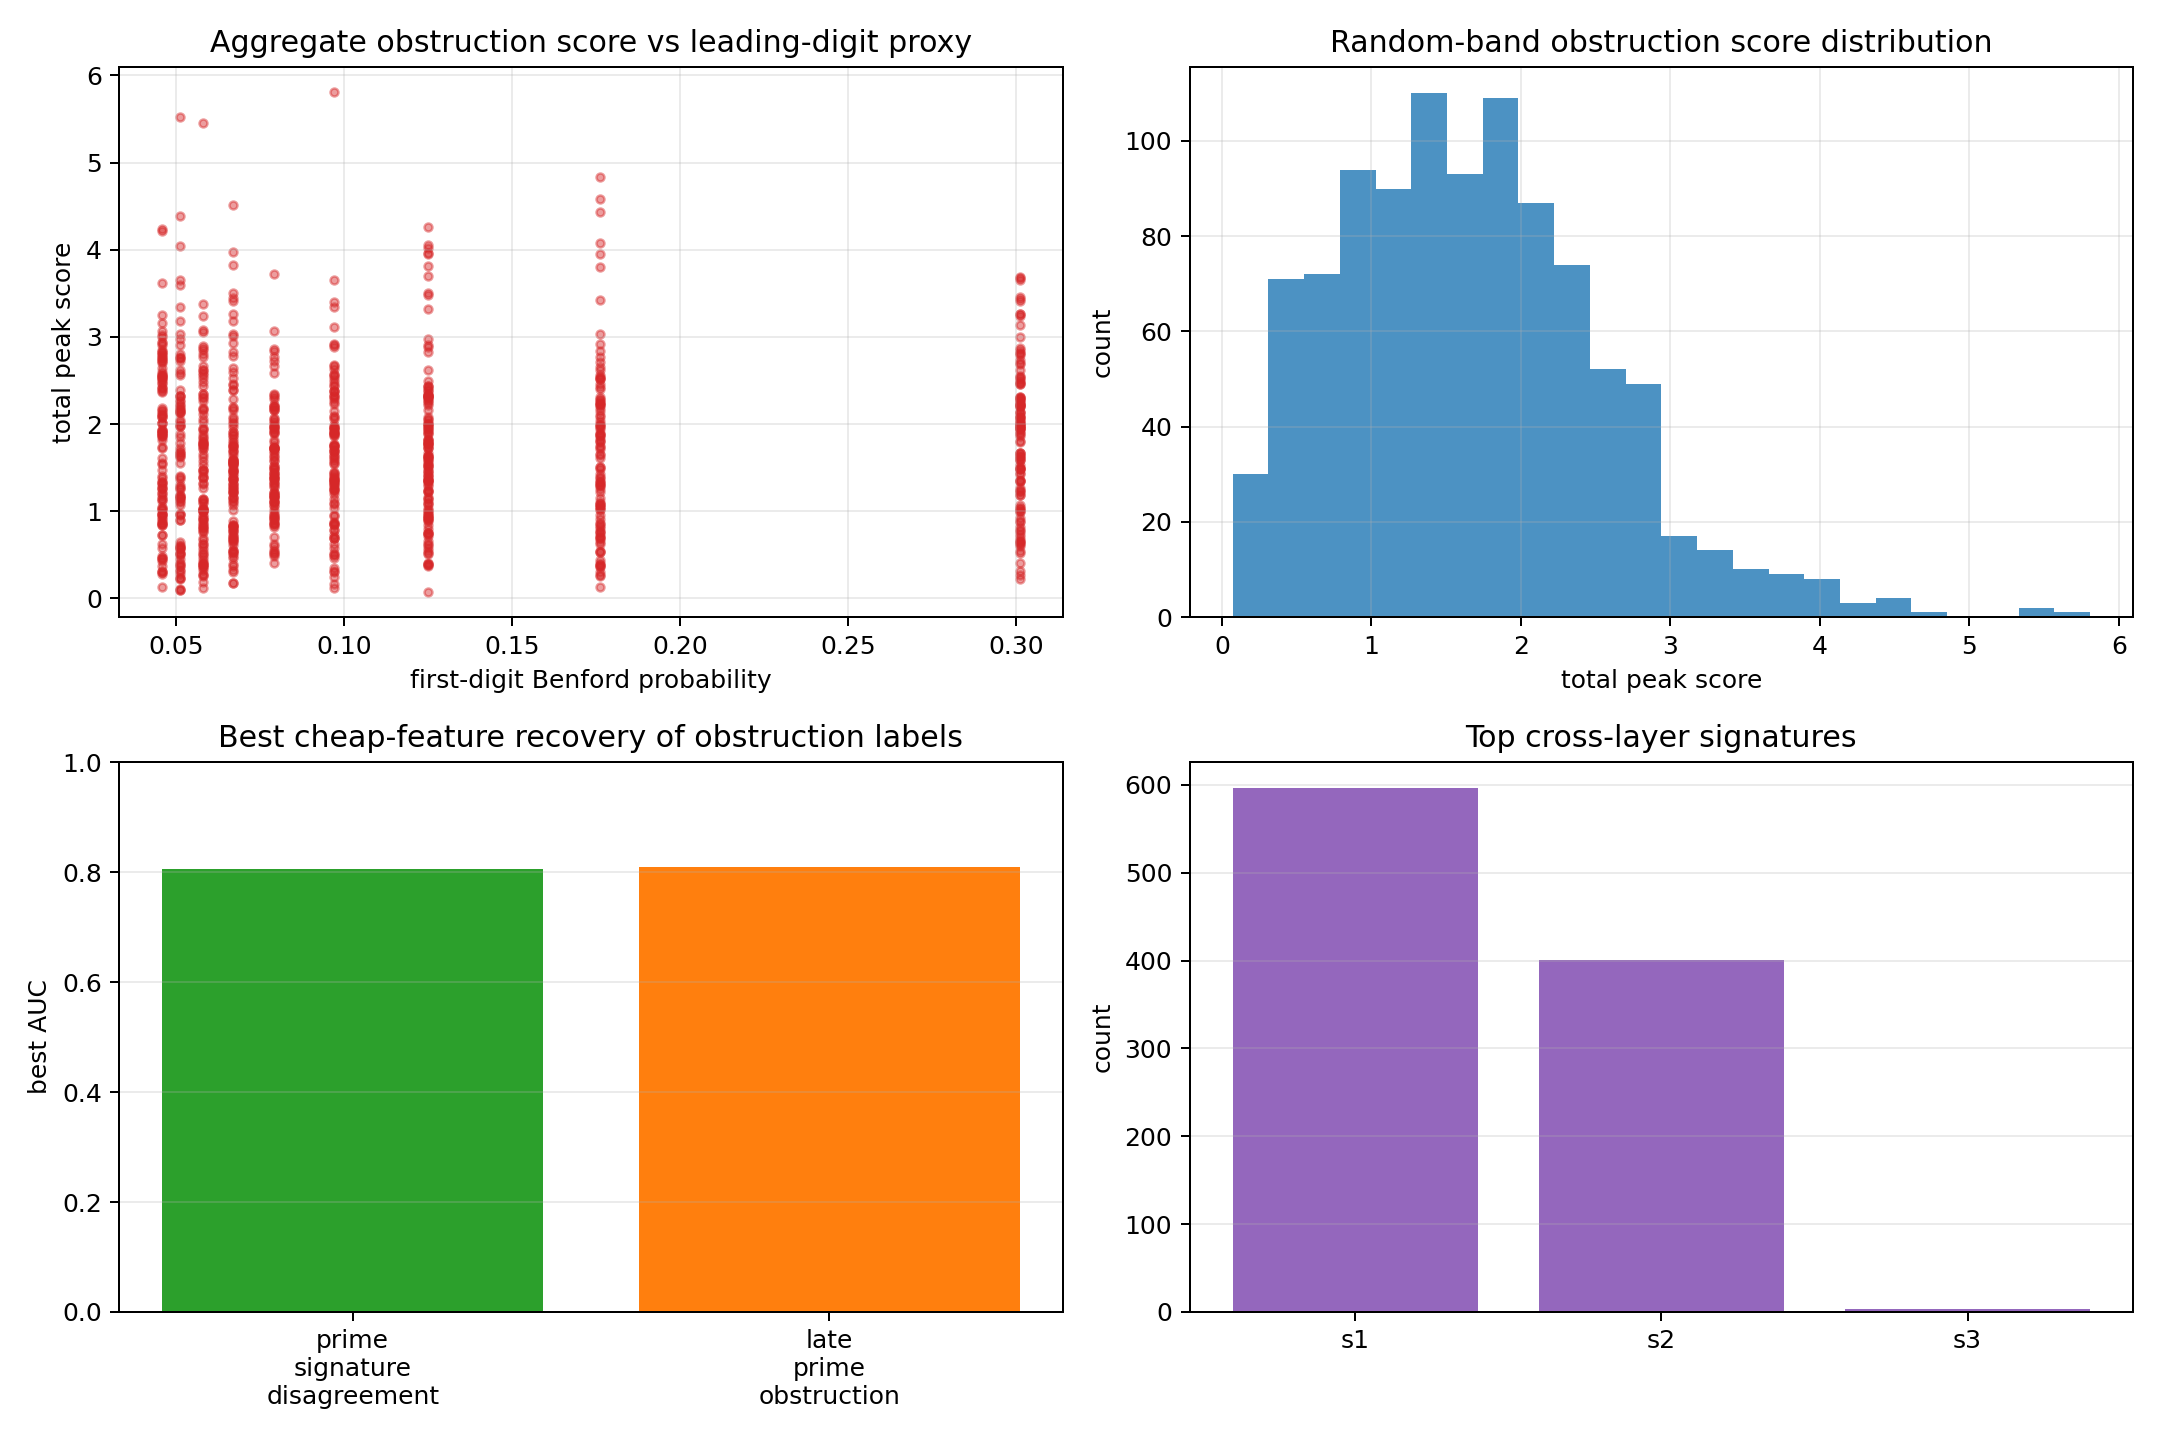 Aggregate obstruction score vs leading-digit proxy
6
5
4
3
2
1
0
total peak score
0.05 0.10 0.15 0.20 0.25 0.30
first-digit Benford probability
Random-band obstruction score distribution
100
80
60
40
20
0
count
0 1 2 3 4 5 6
total peak score
Best cheap-feature recovery of obstruction labels
1.0
0.8
0.6
0.4
0.2
0.0
best AUC
prime
signature
disagreement
late
prime
obstruction
Top cross-layer signatures
600
500
400
300
200
100
0
count
s1 s2 s3